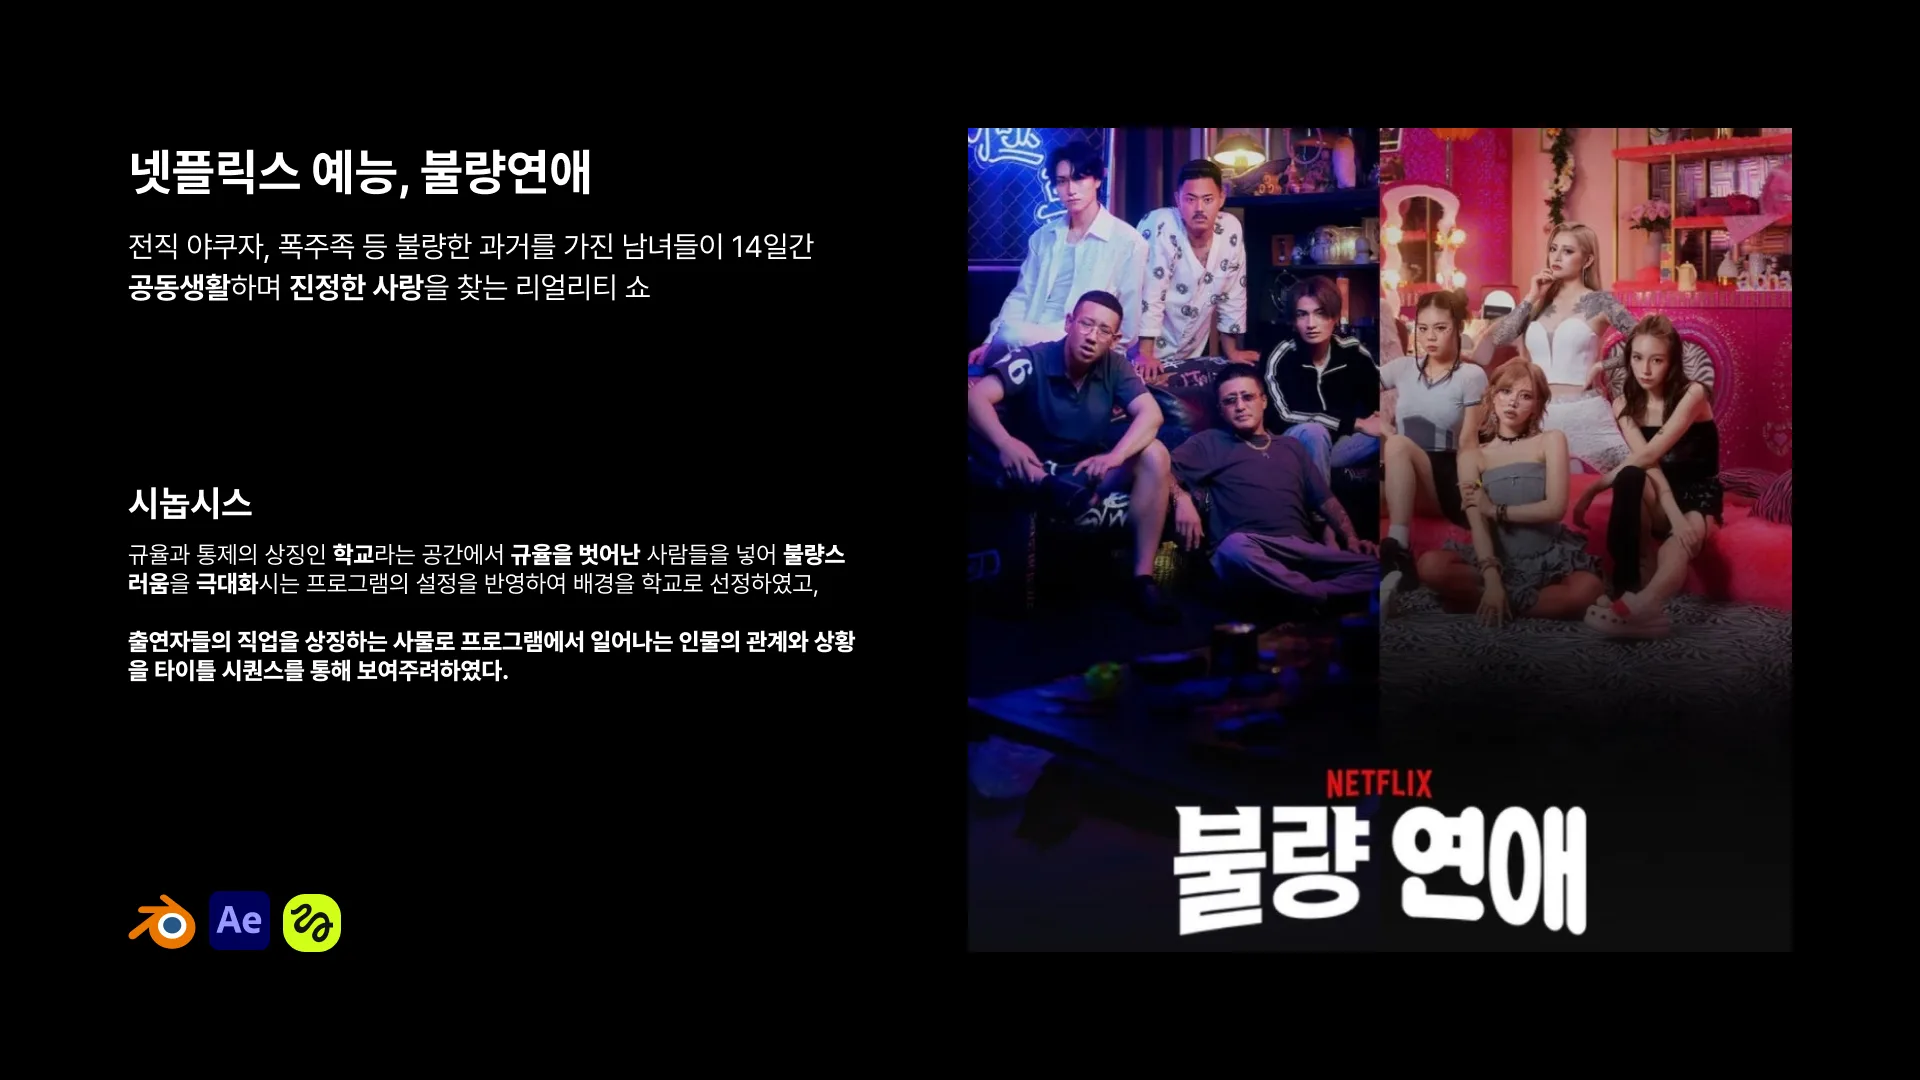 넷플릭스 예능, 불량연애
전직 야쿠자, 폭주족 등 불량한 과거를 가진 남녀들이 14일간
공동생활하며 진정한 사랑을 찾는 리얼리티 쇼
시놉시스
규율과 통제의 상징인 학교라는 공간에서 규율을 벗어난 사람들을 넣어 불량스
러움을 극대화시는 프로그램의 설정을 반영하여 배경을 학교로 선정하였고,
출연자들의 직업을 상징하는 사물로 프로그램에서 일어나는 인물의 관계와 상황
을 타이틀 시퀀스를 통해 보여주려하였다.
Ae
NETFLIX
불량 연애